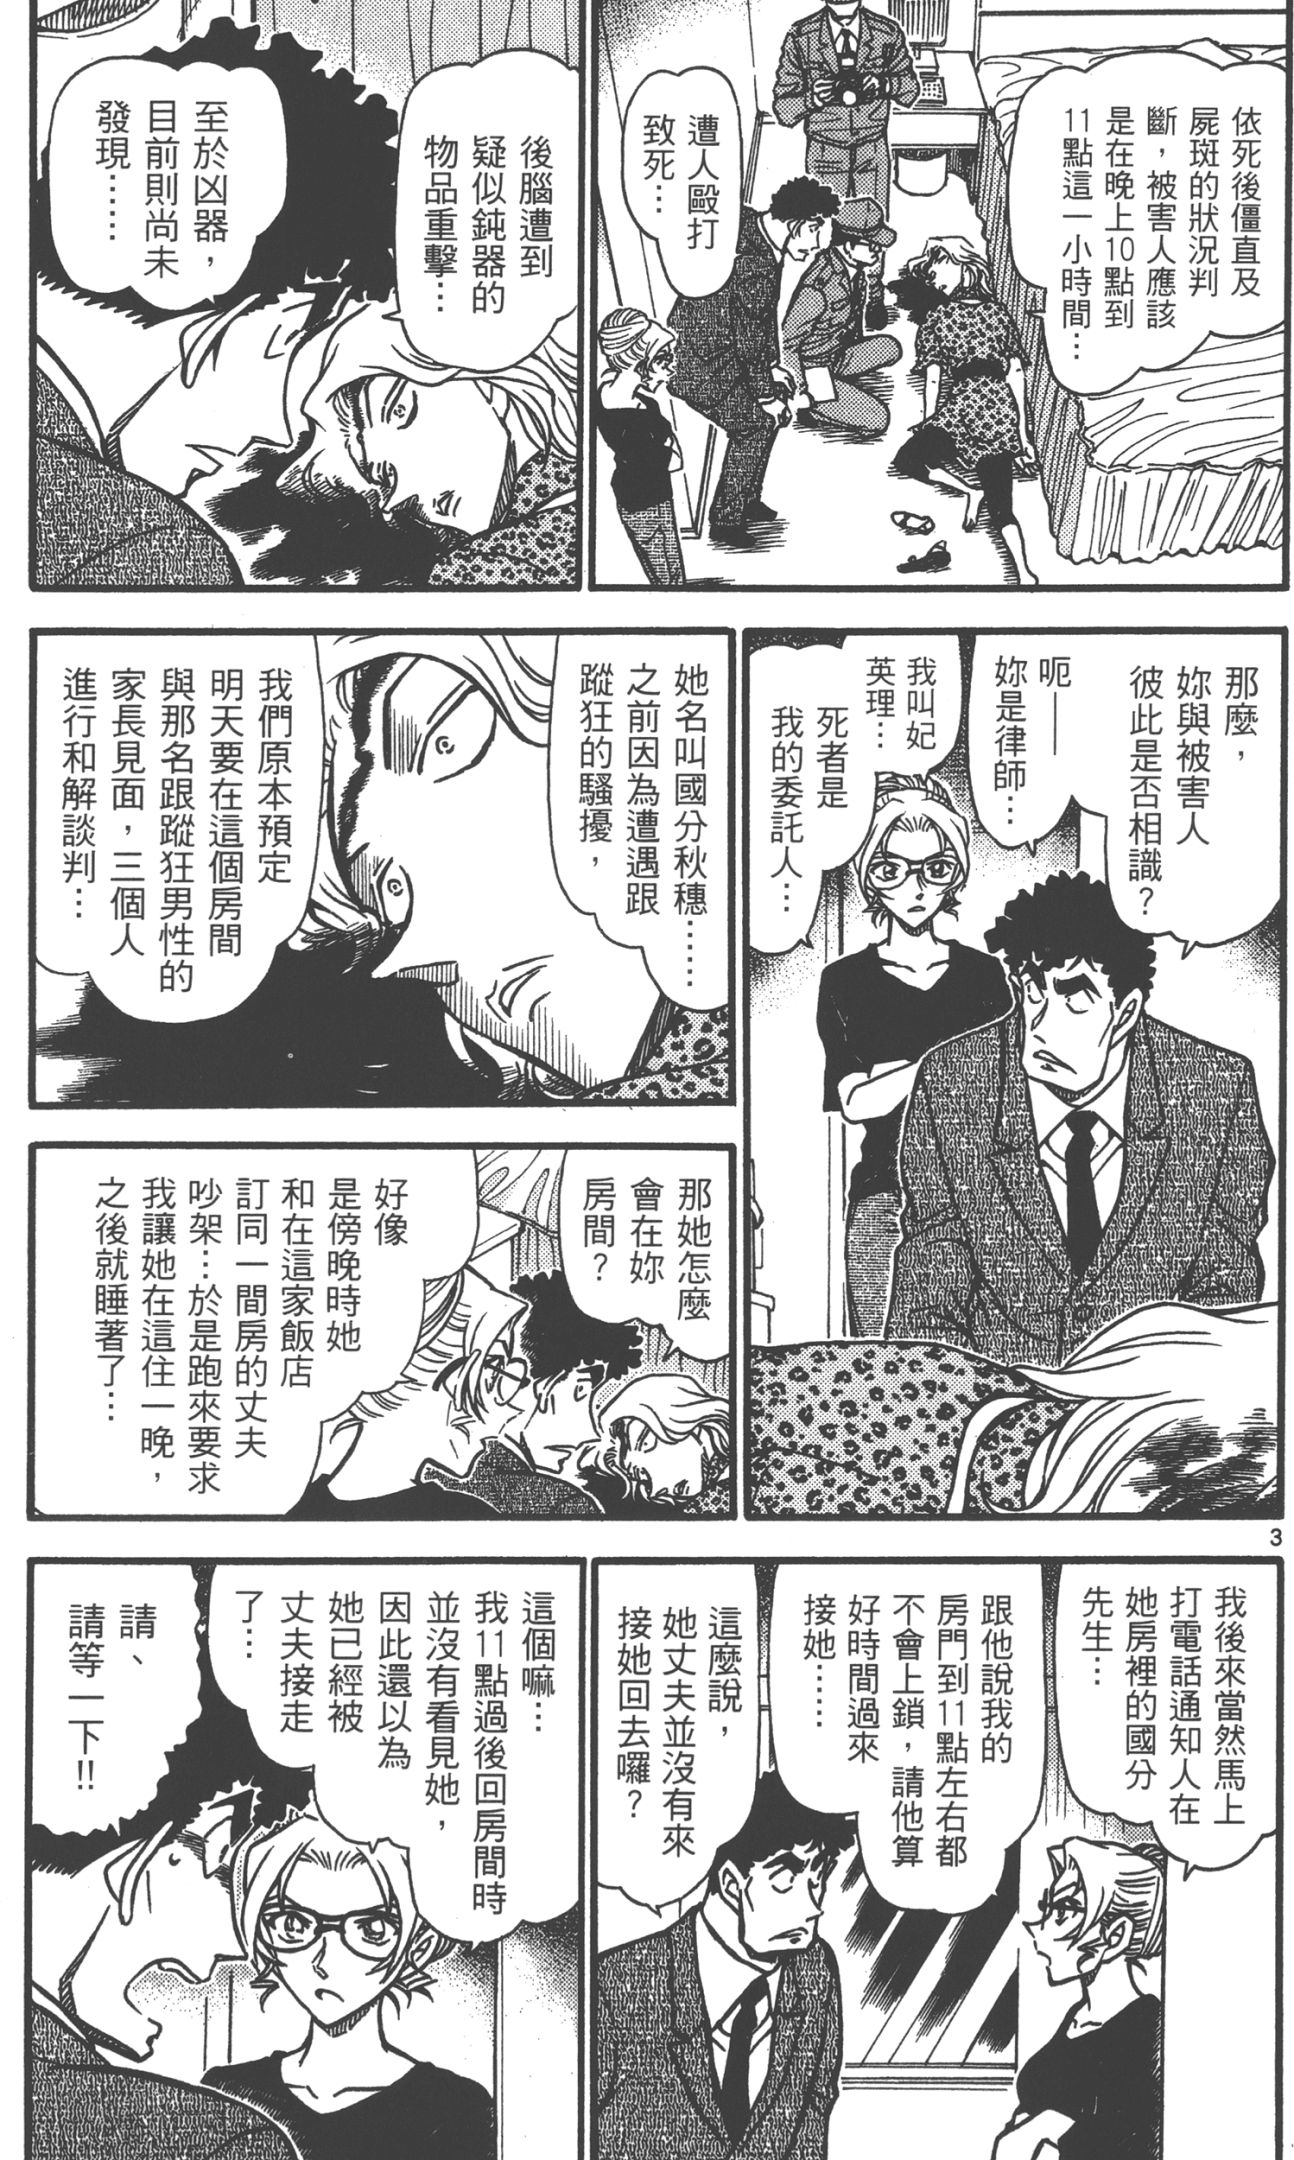 依死後僵直及
屍斑的狀況判
斷，被害人應該
是在晚上10點到
11點這一小時間…
遭人毆打
致死…
後腦遭到
疑似鈍器的
物品重擊…
至於凶器，
目前則尚未
發現……
那麼，
妳與被害人
彼此是否相識？
呃——
妳是律師…
我叫妃
英理…
死者是
我的委託人…
她名叫國分秋穗……
之前因為遭遇跟
蹤狂的騷擾，
我們原本預定
明天要在這個房間
與那名跟蹤狂男性的
家長見面，三個人
進行和解談判…
那她怎麼
會在妳
房間？
好像
是傍晚時她
和在這家飯店
訂同一間房的丈夫
吵架…於是跑來要求
我讓她在這住一晚，
之後就睡著了…
3
我後來當然馬上
打電話通知人在
她房裡的國分
先生…
跟他說我的
房門到11點左右都
不會上鎖，請他算
好時間過來
接她……
這麼說，
她丈夫並沒有來
接她回去囉？
這個嘛…
我11點過後回房間時
並沒有看見她，
因此還以為
她已經被
丈夫接走
了…
請、
請等一下!!